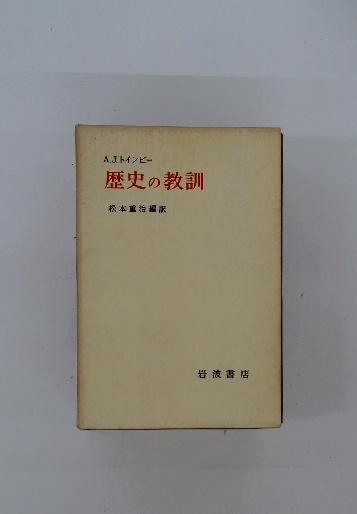 A.J.トインビー
歴史の教訓
松本重治編訳
岩波書店